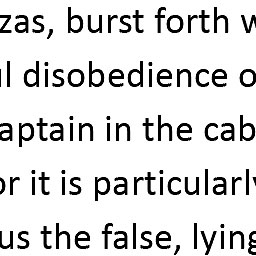 zas, burst forth w
l disobedience o
aptain in the cab
or it is particularly
us the false, lying